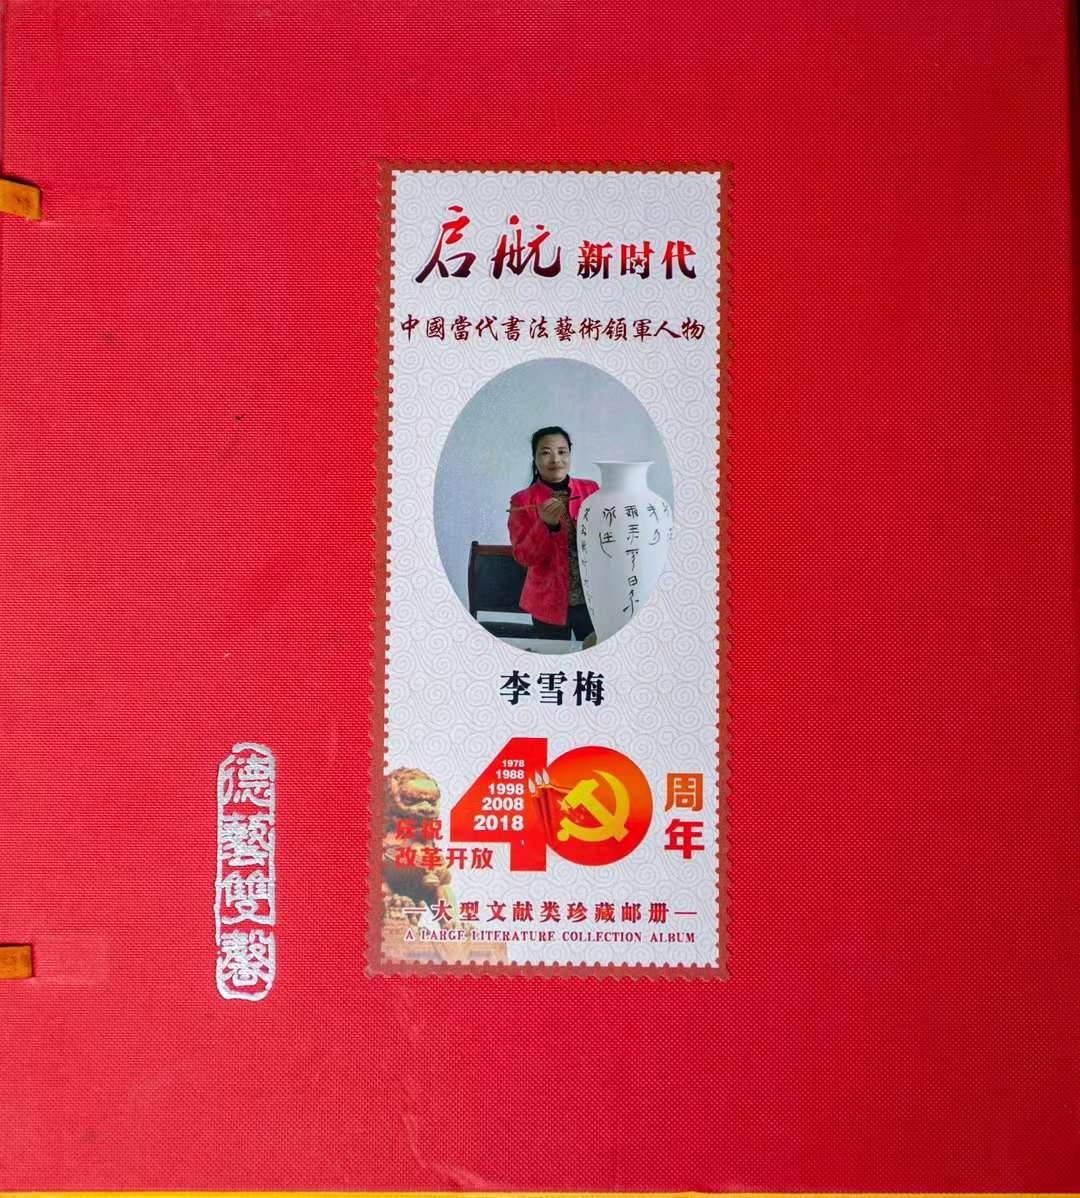 启航 新时代
中國當代書法藝術領軍人物
李雪梅
1978
1988
1998
2008
2018
40
周年
庆祝
改革开放
大型文献类珍藏邮册
A LARGE LITERATURE COLLECTION ALBUM
德藝雙馨